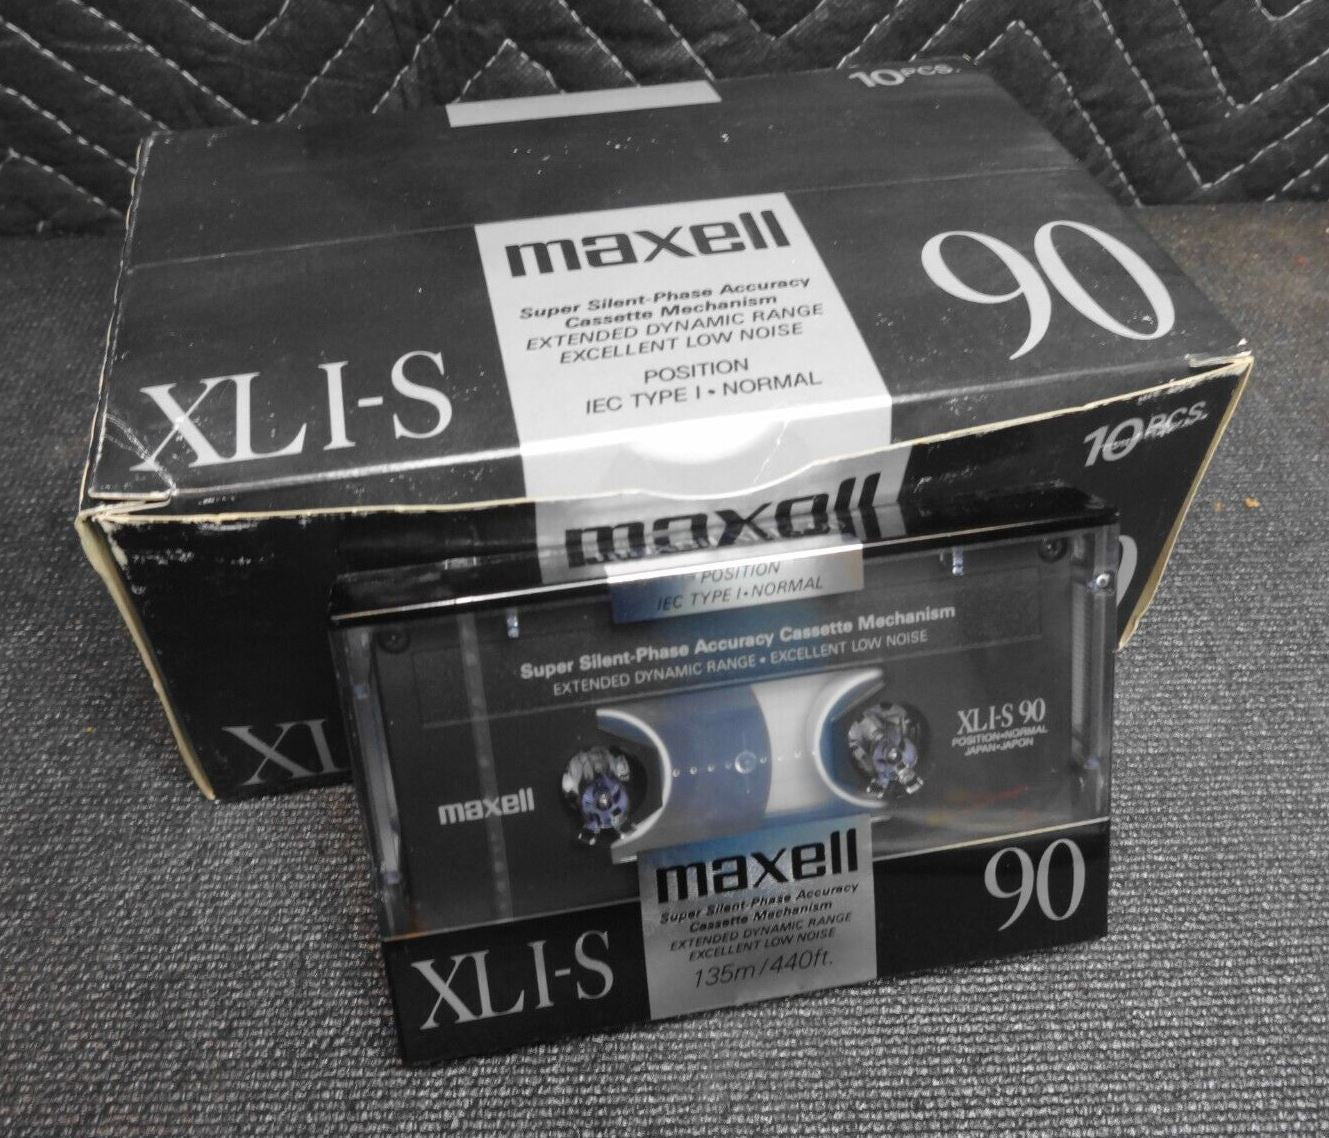 10PCS.
maxell
Super Silent-Phase Accuracy
Cassette Mechanism
EXTENDED DYNAMIC RANGE
EXCELLENT LOW NOISE
POSITION
IEC TYPE I • NORMAL
90
XLI-S
10PCS.
maxell
XL
POSITION
IEC TYPE I•NORMAL
Super Silent-Phase Accuracy Cassette Mechanism
EXTENDED DYNAMIC RANGE • EXCELLENT LOW NOISE
XLI-S 90
POSITION•NORMAL
JAPAN•JAPON
maxell
maxell
Super Silent-Phase Accuracy
Cassette Mechanism
EXTENDED DYNAMIC RANGE
EXCELLENT LOW NOISE
135m/440ft.
XLI-S
90